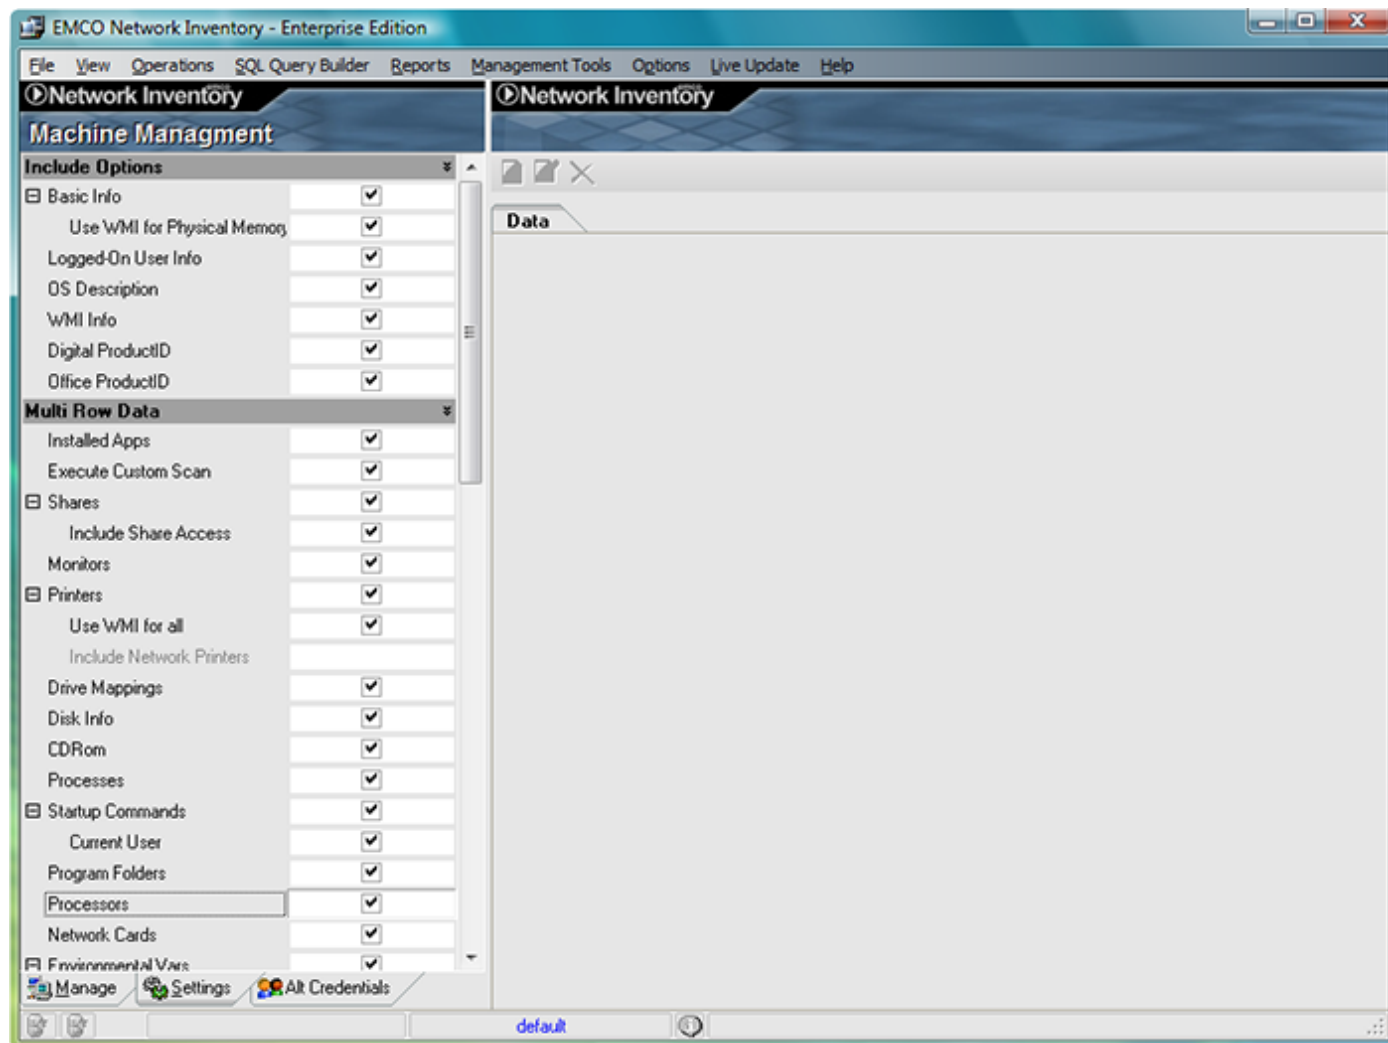 EMCO Network Inventory - Enterprise Edition
File View Operations SQL Query Builder Reports Management Tools Options Live Update Help
Network Inventory
Network Inventory
Machine Managment
Include Options
Basic Info
Use WMI for Physical Memory
Logged-On User Info
OS Description
WMI Info
Digital ProductID
Office ProductID
Multi Row Data
Installed Apps
Execute Custom Scan
Shares
Include Share Access
Monitors
Printers
Use WMI for all
Include Network Printers
Drive Mappings
Disk Info
CDRom
Processes
Startup Commands
Current User
Program Folders
Processors
Network Cards
Environmental Vars
Manage Settings Alt Credentials
Data
default